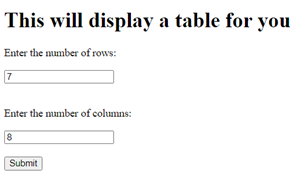 This will display a table for you
Enter the number of rows:
7
Enter the number of columns:
8
Submit